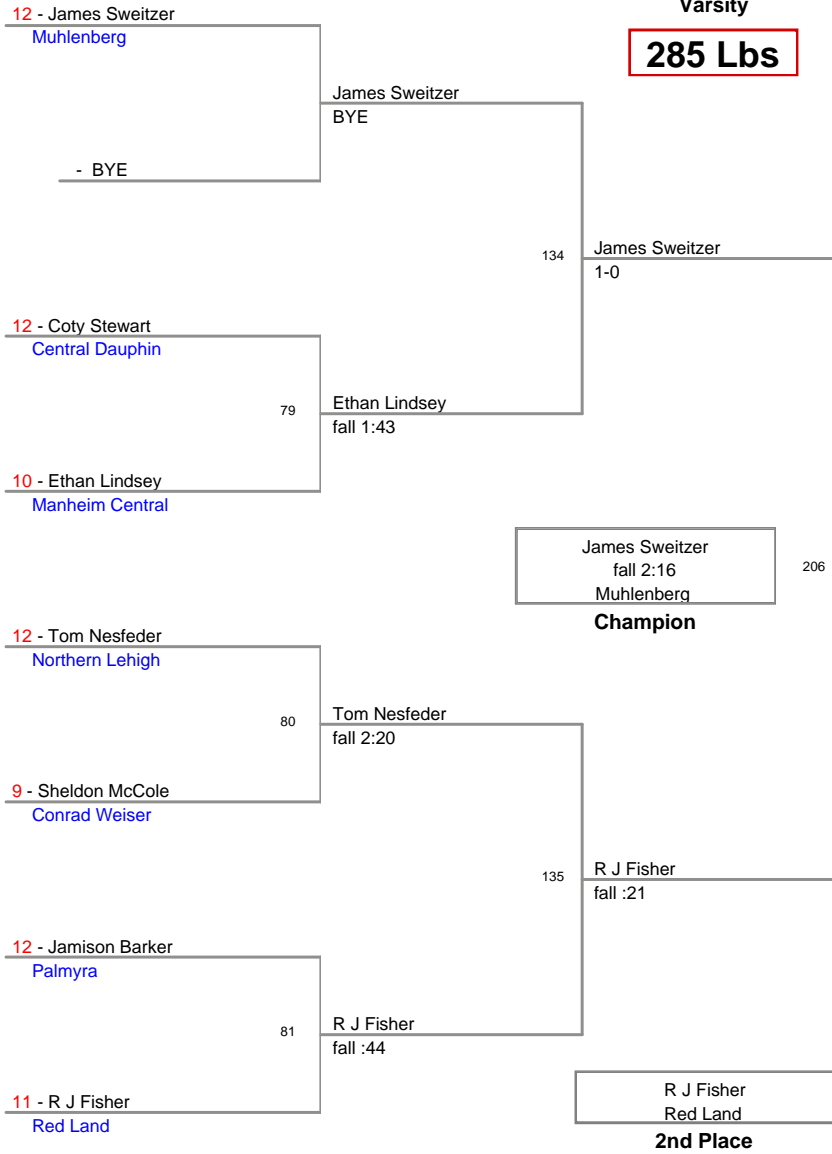 Varsity
285 Lbs
12 - James Sweitzer
Muhlenberg
James Sweitzer
BYE
- BYE
134
James Sweitzer
1-0
12 - Coty Stewart
Central Dauphin
79
Ethan Lindsey
fall 1:43
10 - Ethan Lindsey
Manheim Central
James Sweitzer
fall 2:16
Muhlenberg
206
Champion
12 - Tom Nesfeder
Northern Lehigh
80
Tom Nesfeder
fall 2:20
9 - Sheldon McCole
Conrad Weiser
135
R J Fisher
fall :21
12 - Jamison Barker
Palmyra
81
R J Fisher
fall :44
11 - R J Fisher
Red Land
R J Fisher
Red Land
2nd Place